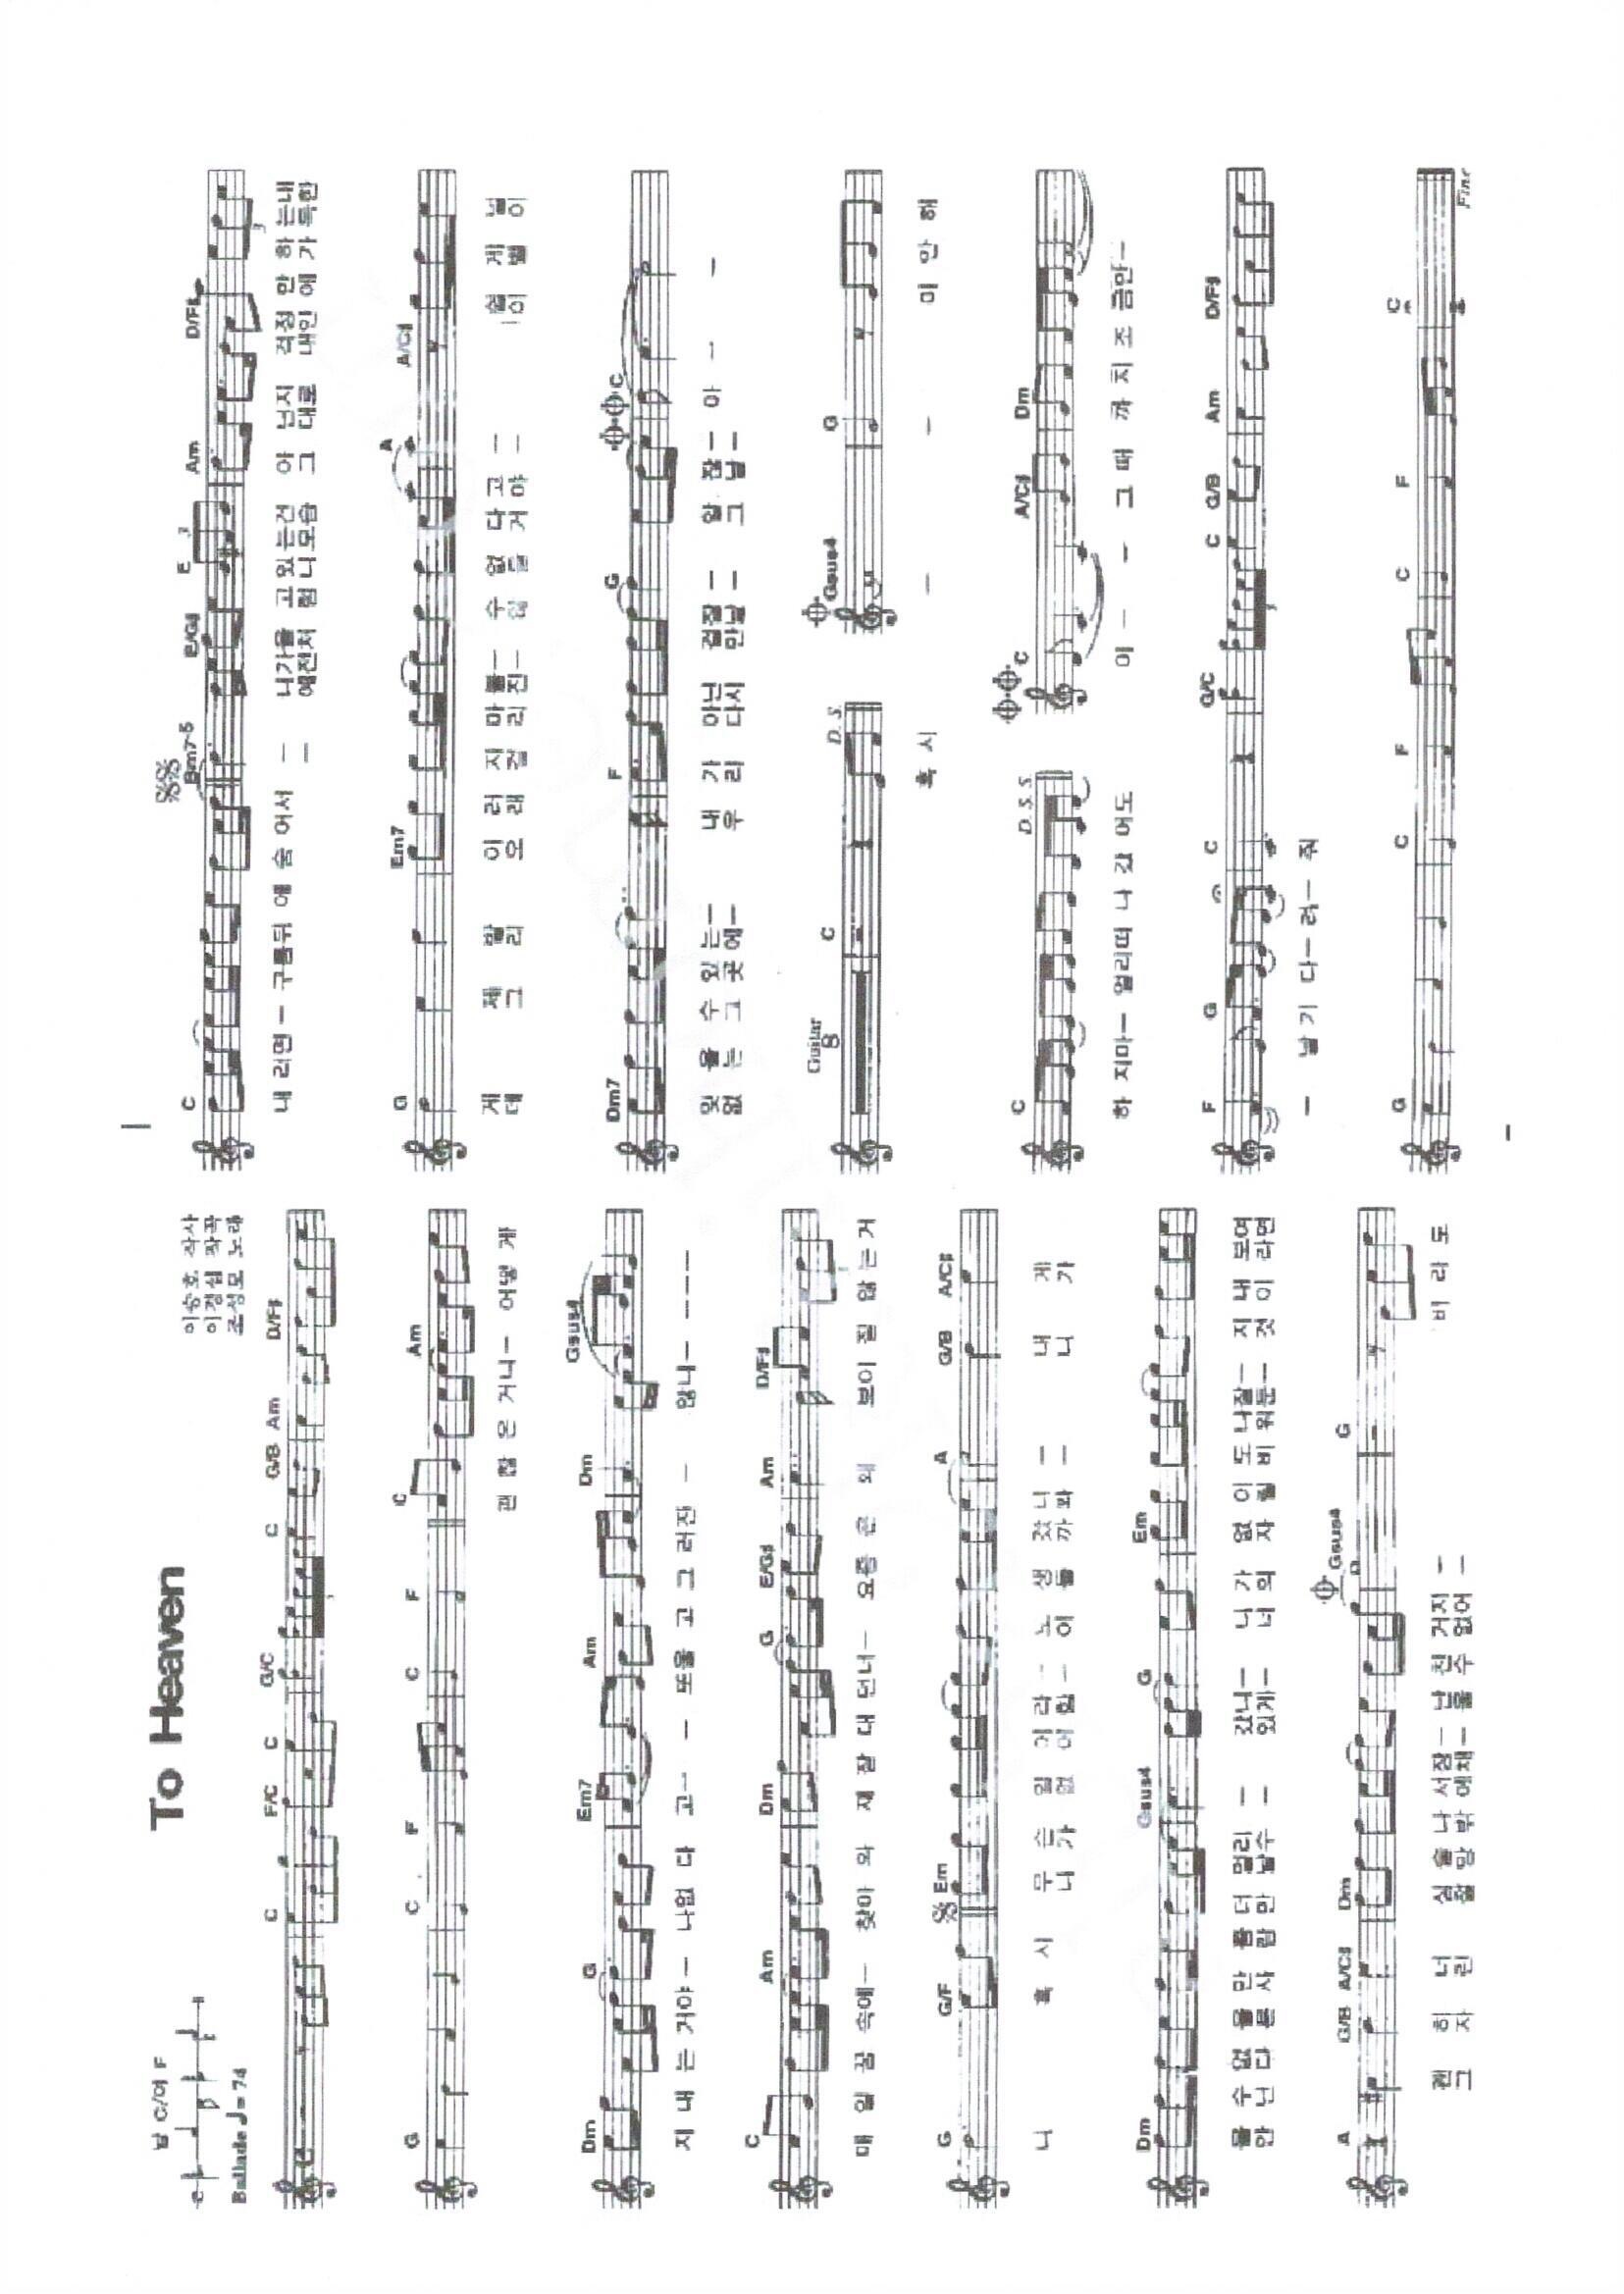 남 C/여 F
To Heaven
이승호 작사
이경섭 작곡
조성모 노래
Ballade ♩= 74
C F/C C G/C C G/B Am D/F♯
3
G C F C F C Am
괜 찮 은 거 니 - 어떻 게
Dm G Em7 Am Dm Gsus4
지 내 는 거야 - 나없 다 고 - - 또울 고 그 러잔 - 않니 - - - -
C Am Dm G E/G♯ Am D/F♯
매 일 꿈 속에 - 찾아 와 재 잘 대 던너 - 요즘 은 왜 보이 질 않 는 거
G G/F Em A G/B A/C♯
니 혹 시 무 슨 일 이 라 - 도 생 겼 니 - 내 게
니 가 없 어 힘 - 이 들 까 봐 - 니 가
Dm Gsus4 G Em
올 수 없 을 만 큼 더 멀리 - 갔니 - 니 가 없 이 도 나잘 - 지 내 보여
아 닌 다 른 사 람 만 날수 - 있게 - 너 의 자 릴 비 워둔 - 것 이 라면
A G/B A/C♯ Dm Gsus4 G
괜 히 너 심 술 나 서장 - 난 친 거지 - 비 라 도
그 자 린 절 망 밖 에채 - 울 수 없어 -
C Bm7-5 E/G♯ E 3 Am D/F♯
3
내 리면 - 구름뒤 에 숨 어서 - 니가울 고 있 는건 아 닌지 걱정 만 하 는내
- 예전처 럼 니 모습 그 대로 내안 에 가 득한
G Em7 A A/C♯
게 제 발 이 러 지 마볼 - 수 없 다 고 - 쉽 게 널
데 그 리 오 래 걸 리진 - 않 을 거 야 - 이 별 이
Dm7 F G C
잊 을 수 있 는 - 내 가 아닌 걸잘 - 알 잖 - 아 - -
없 는 그 곳 에 - 우 리 다시 만날 - 그 날 -
Guitar
8 C D. S. Gsus4 G
혹 시 - - 미 안 해
C D. S. S. C A/C♯ Dm
하 지마 - 얼리떠 나 갔 어도 이 - - 그 때 까 지 조 금만 -
F G C G/C C G/B Am D/F♯
3
- 날 기 다 - 려 - 줘
G C F C F C
Fine